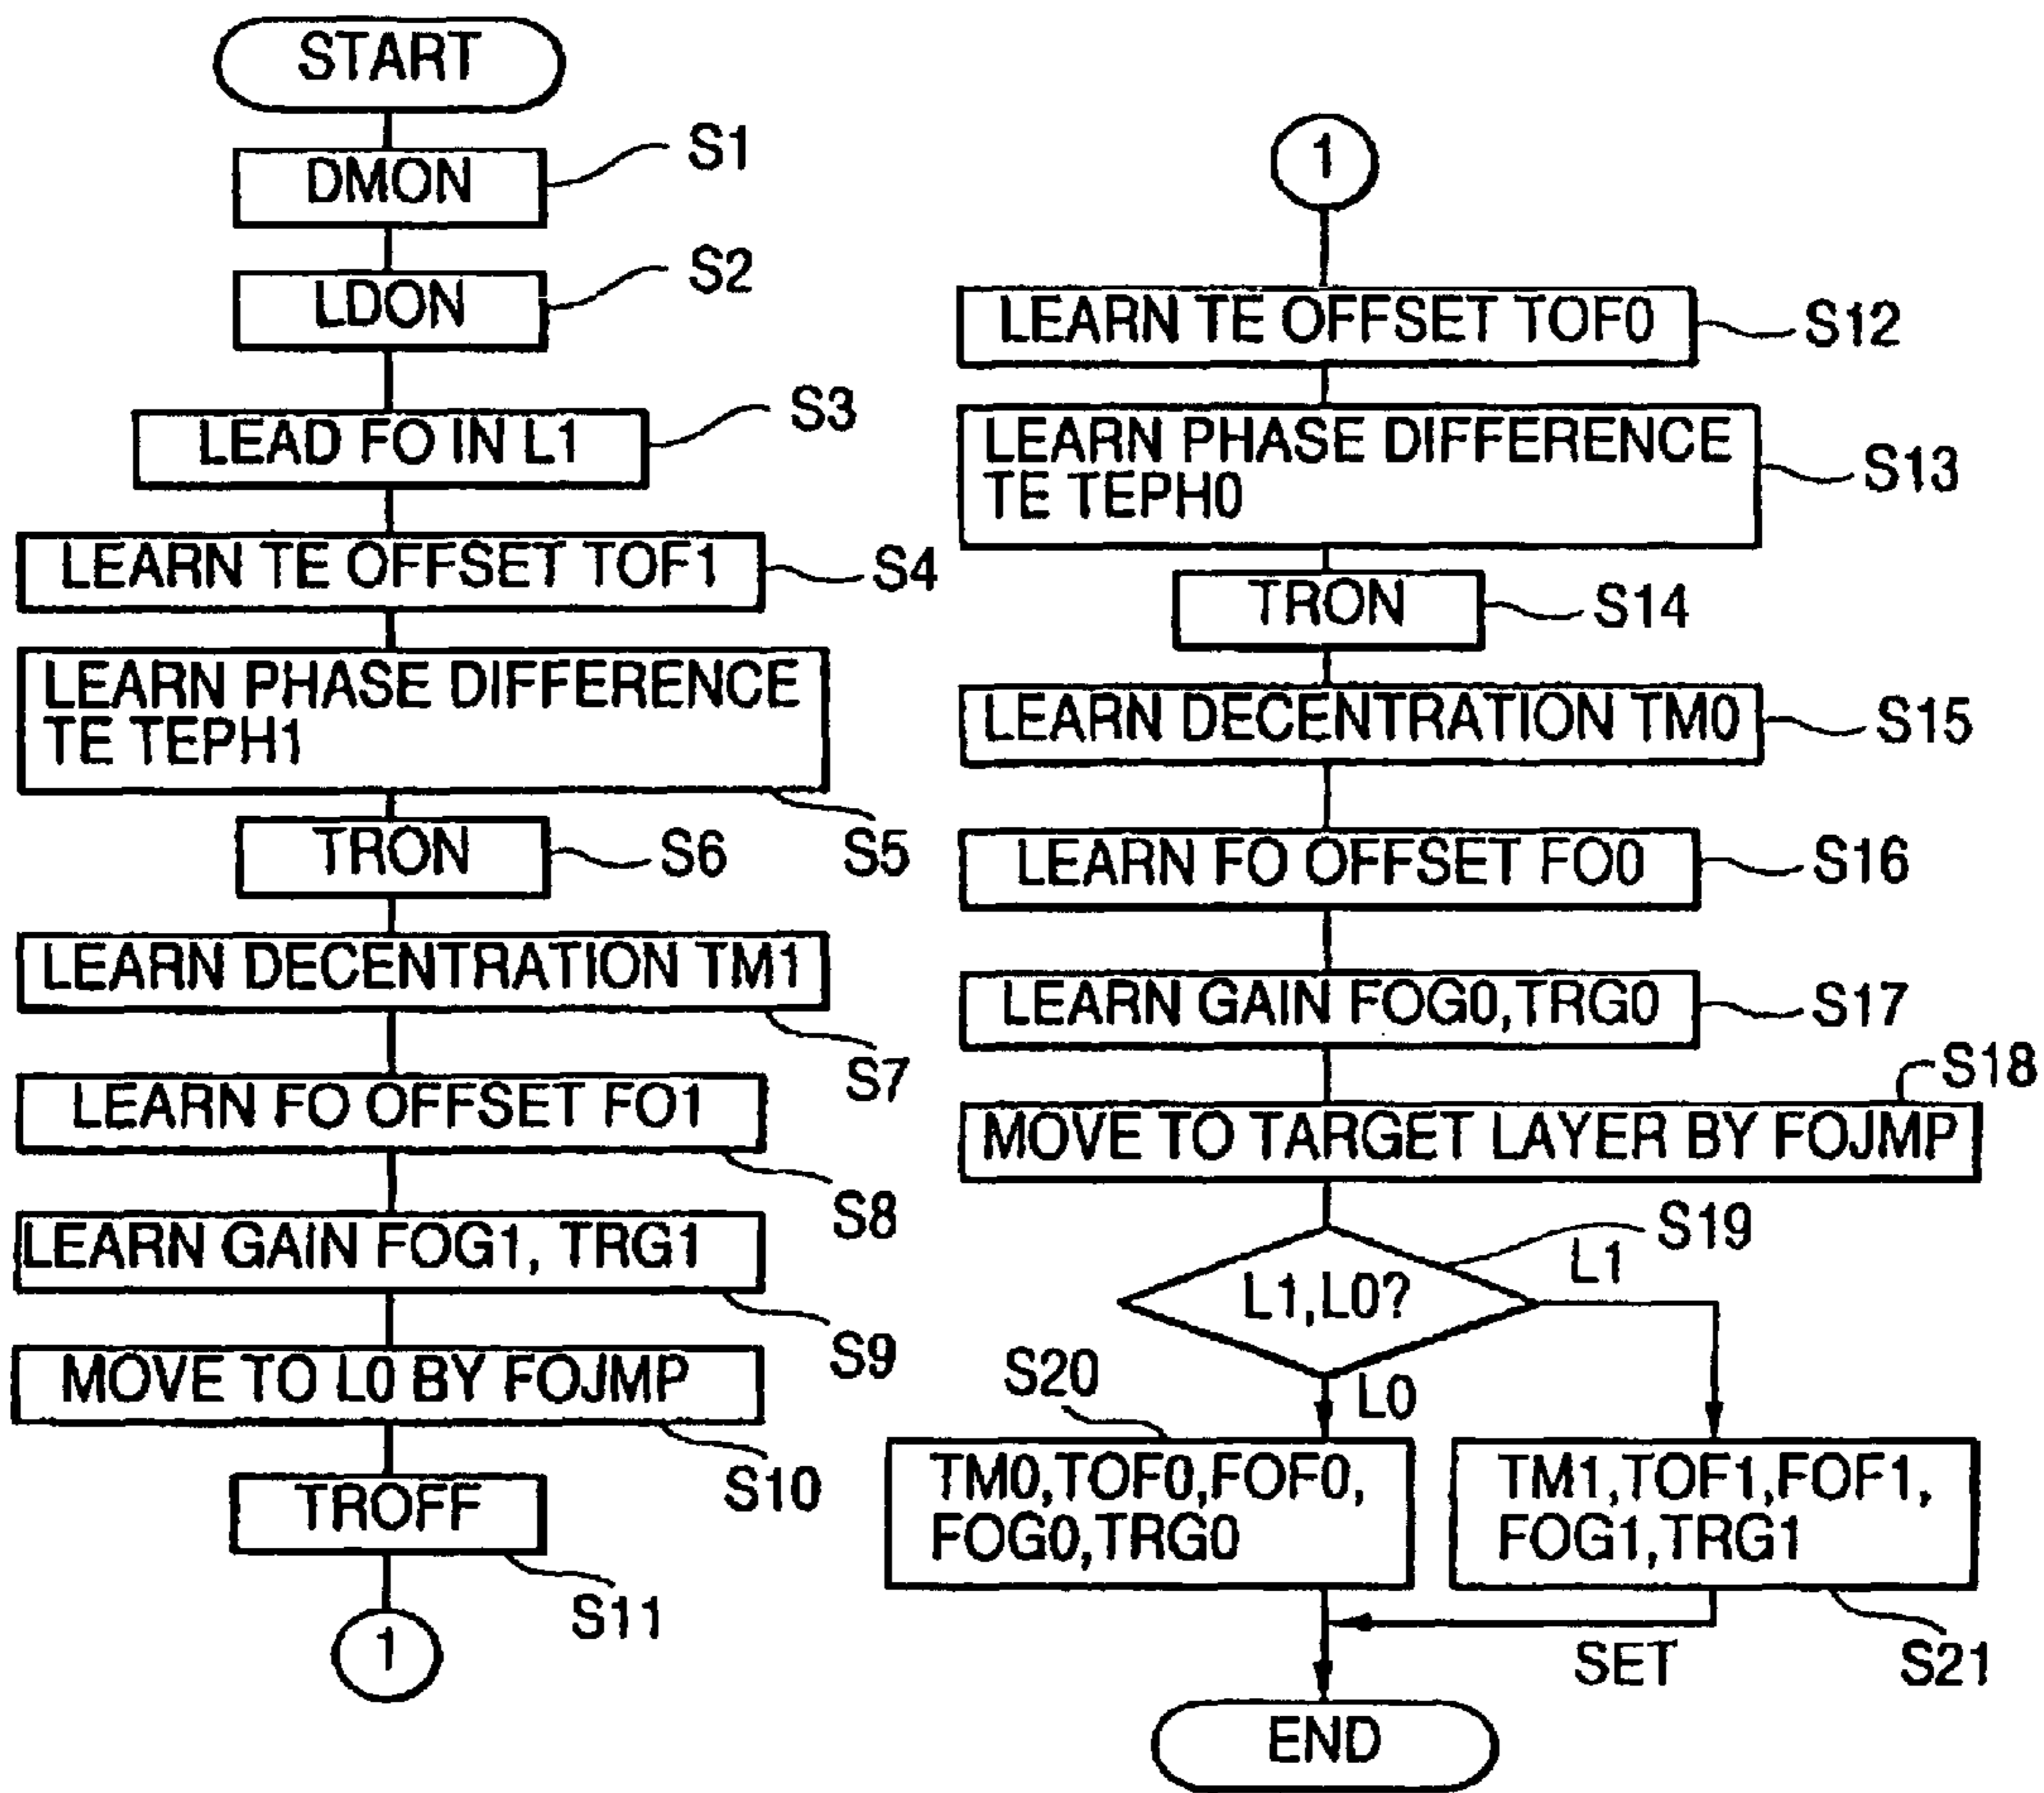 START
DMON
S1
LDON
S2
LEAD FO IN L1
S3
LEARN TE OFFSET TOF1
S4
LEARN PHASE DIFFERENCE
TE TEPH1
S5
TRON
S6
LEARN DECENTRATION TM1
S7
LEARN FO OFFSET FO1
S8
LEARN GAIN FOG1, TRG1
S9
MOVE TO L0 BY FOJMP
S10
TROFF
S11
1
1
LEARN TE OFFSET TOF0
S12
LEARN PHASE DIFFERENCE
TE TEPH0
S13
TRON
S14
LEARN DECENTRATION TM0
S15
LEARN FO OFFSET FO0
S16
LEARN GAIN FOG0,TRG0
S17
S18
MOVE TO TARGET LAYER BY FOJMP
S19
L1,L0?
L1
L0
S20
TM0,TOF0,FOF0,
FOG0,TRG0
TM1,TOF1,FOF1,
FOG1,TRG1
S21
SET
END